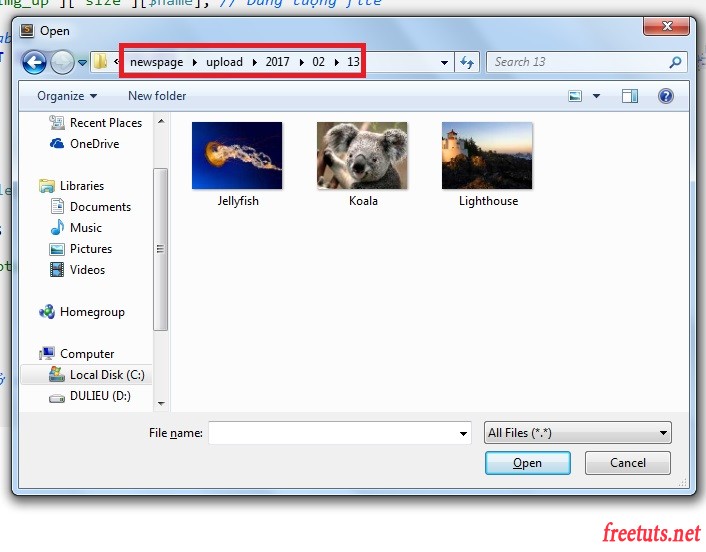 img_up']['size'][$name]; // Dung lượng file
Open
newspage upload 2017 02 13
Search 13
Organize New folder
Recent Places
OneDrive
Libraries
Documents
Music
Pictures
Videos
Homegroup
Computer
Local Disk (C:)
DULIEU (D:)
Jellyfish Koala Lighthouse
File name: All Files (*.*)
Open Cancel
freetuts.net